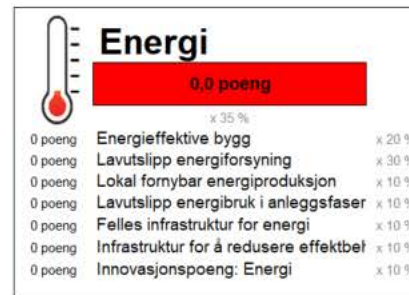 Energi
0,0 poeng
x 35 %
0 poeng Energieffektive bygg x 20 %
0 poeng Lavutslipp energiforsyning x 30 %
0 poeng Lokal fornybar energiproduksjon x 10 %
0 poeng Lavutslipp energibruk i anleggsfaser x 10 %
0 poeng Felles infrastruktur for energi x 10 %
0 poeng Infrastruktur for å redusere effektbeh x 10 %
0 poeng Innovasjonspoeng: Energi x 10 %